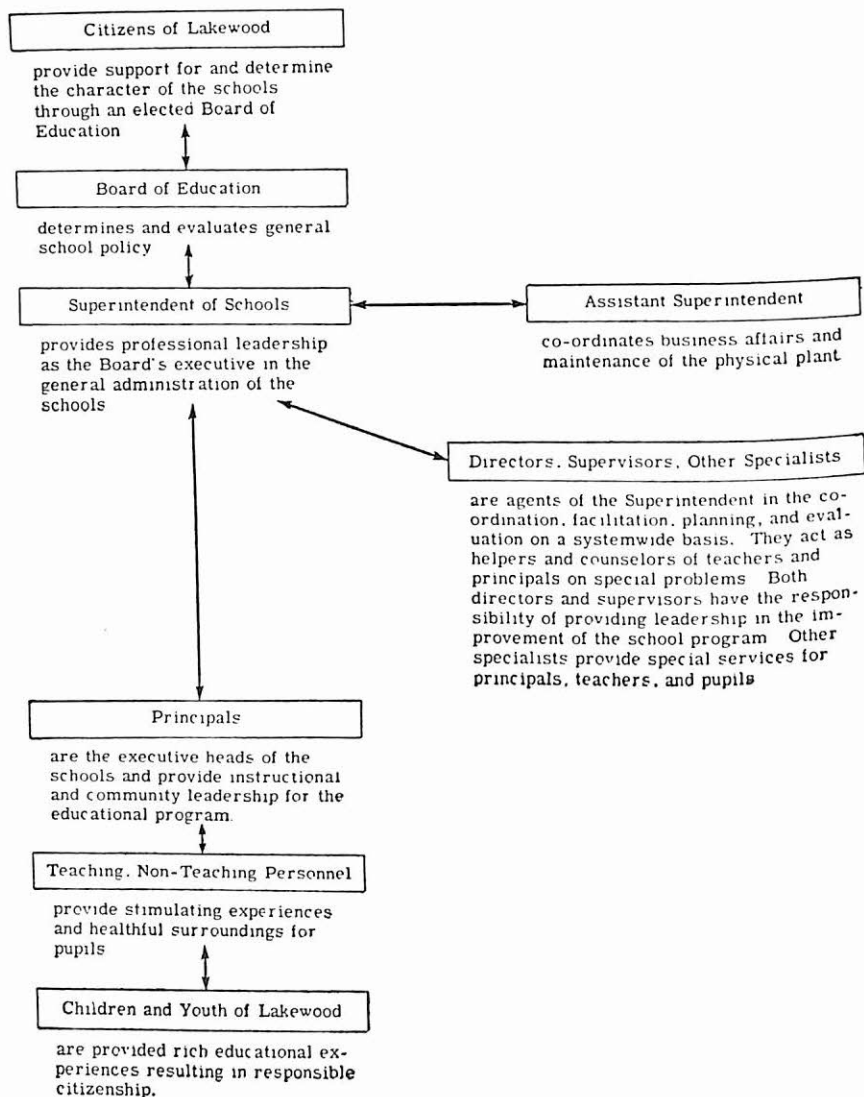 Citizens of Lakewood
provide support for and determine
the character of the schools
through an elected Board of
Education
Board of Education
determines and evaluates general
school policy
Superintendent of Schools
provides professional leadership
as the Board's executive in the
general administration of the
schools
Assistant Superintendent
co-ordinates business affairs and
maintenance of the physical plant
Directors, Supervisors, Other Specialists
are agents of the Superintendent in the co-
ordination, facilitation, planning, and eval-
uation on a systemwide basis. They act as
helpers and counselors of teachers and
principals on special problems Both
directors and supervisors have the respon-
sibility of providing leadership in the im-
provement of the school program Other
specialists provide special services for
principals, teachers, and pupils
Principals
are the executive heads of the
schools and provide instructional
and community leadership for the
educational program.
Teaching, Non-Teaching Personnel
provide stimulating experiences
and healthful surroundings for
pupils
Children and Youth of Lakewood
are provided rich educational ex-
periences resulting in responsible
citizenship.